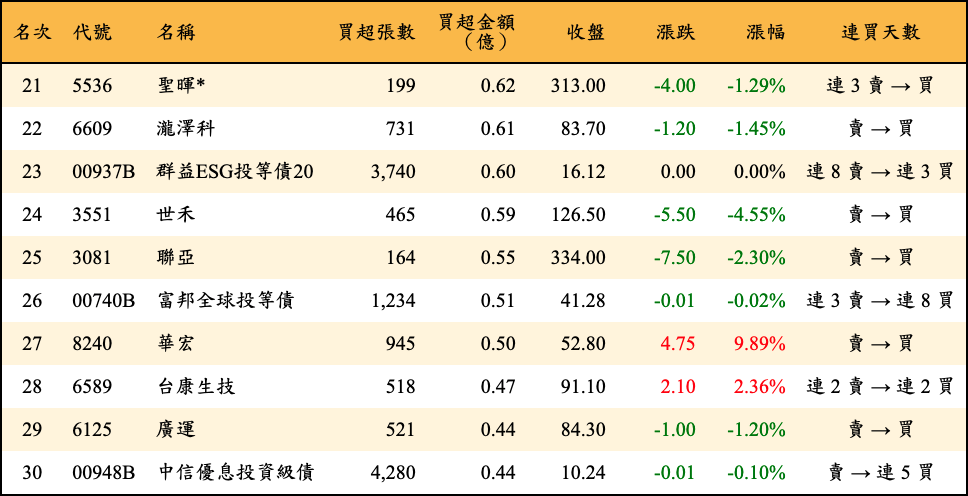 名次 代號 名稱 買超張數 買超金額（億） 收盤 漲跌 漲幅 連買天數
21 5536 聖暉* 199 0.62 313.00 -4.00 -1.29% 連 3 賣 → 買
22 6609 瀧澤科 731 0.61 83.70 -1.20 -1.45% 賣 → 買
23 00937B 群益ESG投等債20 3,740 0.60 16.12 0.00 0.00% 連 8 賣 → 連 3 買
24 3551 世禾 465 0.59 126.50 -5.50 -4.55% 賣 → 買
25 3081 聯亞 164 0.55 334.00 -7.50 -2.30% 賣 → 買
26 00740B 富邦全球投等債 1,234 0.51 41.28 -0.01 -0.02% 連 3 賣 → 連 8 買
27 8240 華宏 945 0.50 52.80 4.75 9.89% 賣 → 買
28 6589 台康生技 518 0.47 91.10 2.10 2.36% 連 2 賣 → 連 2 買
29 6125 廣運 521 0.44 84.30 -1.00 -1.20% 賣 → 買
30 00948B 中信優息投資級債 4,280 0.44 10.24 -0.01 -0.10% 賣 → 連 5 買